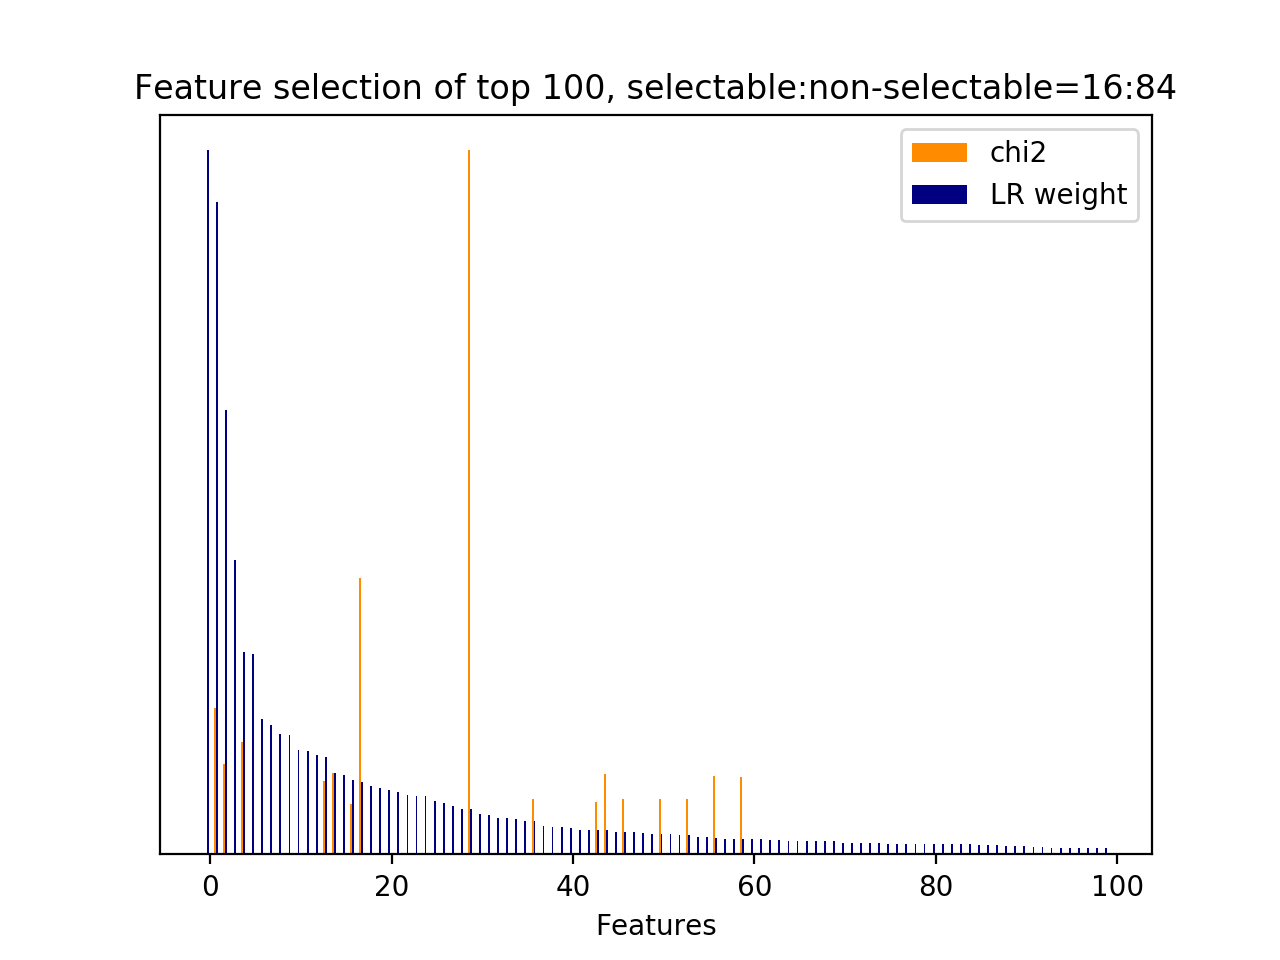 Feature selection of top 100, selectable:non-selectable=16:84
chi2
LR weight
0 20 40 60 80 100
Features